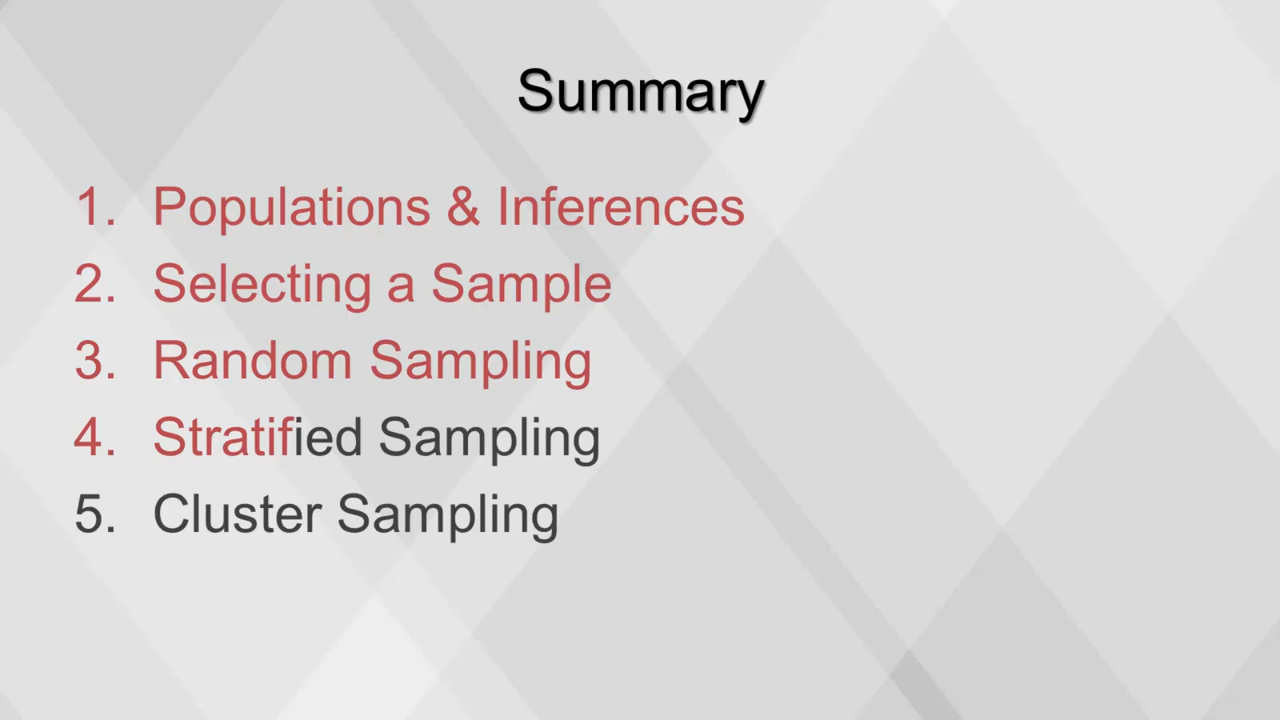 Summary
1. Populations & Inferences
2. Selecting a Sample
3. Random Sampling
4. Stratified Sampling
5. Cluster Sampling